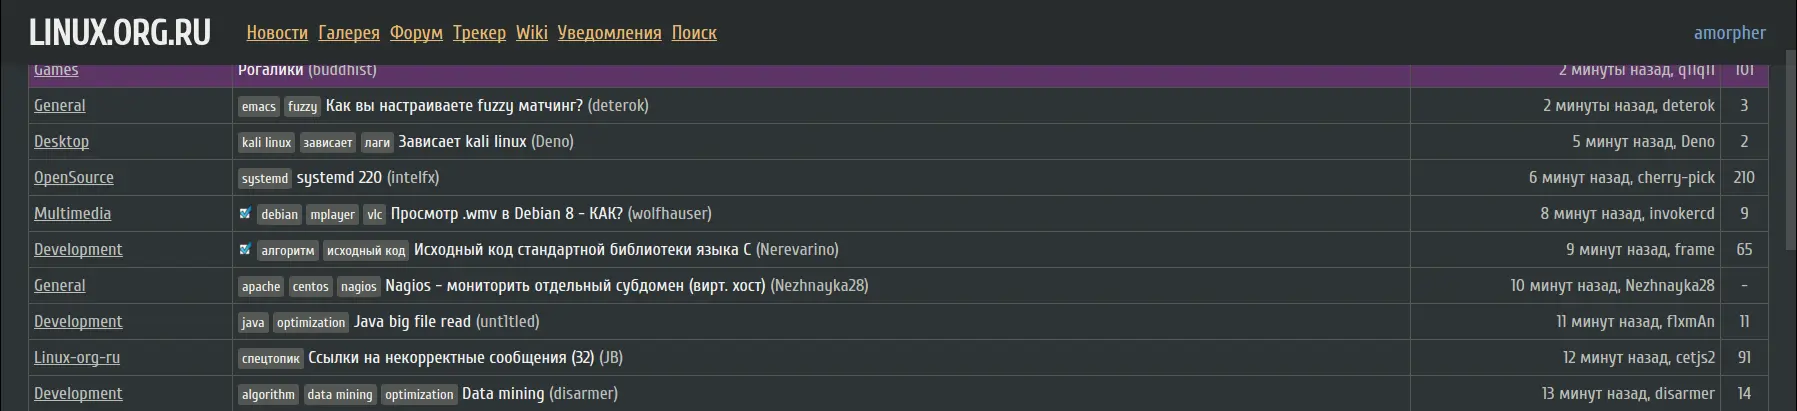 LINUX.ORG.RU Новости Галерея Форум Трекер Wiki Уведомления Поиск amorpher
Games Рогалики (buddhist) 2 минуты назад, q11q11 101
General emacs fuzzy Как вы настраиваете fuzzy матчинг? (deterok) 2 минуты назад, deterok 3
Desktop kali linux зависает лаги Зависает kali linux (Deno) 5 минут назад, Deno 2
OpenSource systemd systemd 220 (intelfx) 6 минут назад, cherry-pick 210
Multimedia debian mplayer vlc Просмотр .wmv в Debian 8 - КАК? (wolfhauser) 8 минут назад, invokercd 9
Development алгоритм исходный код Исходный код стандартной библиотеки языка C (Nerevarino) 9 минут назад, frame 65
General apache centos nagios Nagios - мониторить отдельный субдомен (вирт. хост) (Nezhnayka28) 10 минут назад, Nezhnayka28 -
Development java optimization Java big file read (unt1tled) 11 минут назад, f1xmAn 11
Linux-org-ru спецтопик Ссылки на некорректные сообщения (32) (JB) 12 минут назад, cetjs2 91
Development algorithm data mining optimization Data mining (disarmer) 13 минут назад, disarmer 14